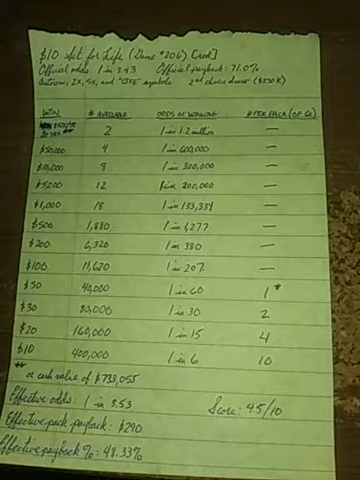 $10 Set for Life (Game #206) [Red]
Official odds: 1 in 3.43 Official payback: 71.0%
2X, 5X, and "LIFE" symbols 2nd chance draw ($250K)
WIN # AVAILABLE ODDS OF WINNING # PER PACK (OF 60)
2 1 in 1.2 million —
$50,000 4 1 in 600,000 —
$10,000 8 1 in 300,000 —
$5,000 12 1 in 200,000 —
$1,000 18 1 in 133,334 —
$500 1,880 1 in 1,277 —
$200 6,320 1 in 380 —
$100 11,620 1 in 207 —
$50 40,000 1 in 60 1*
$30 80,000 1 in 30 2
$20 160,000 1 in 15 4
$10 400,000 1 in 6 10
** or cash value of $733,055
Effective odds: 1 in 3.53 Score: 4.5/10
Effective pack payback: $290
Effective payback %: 48.33%